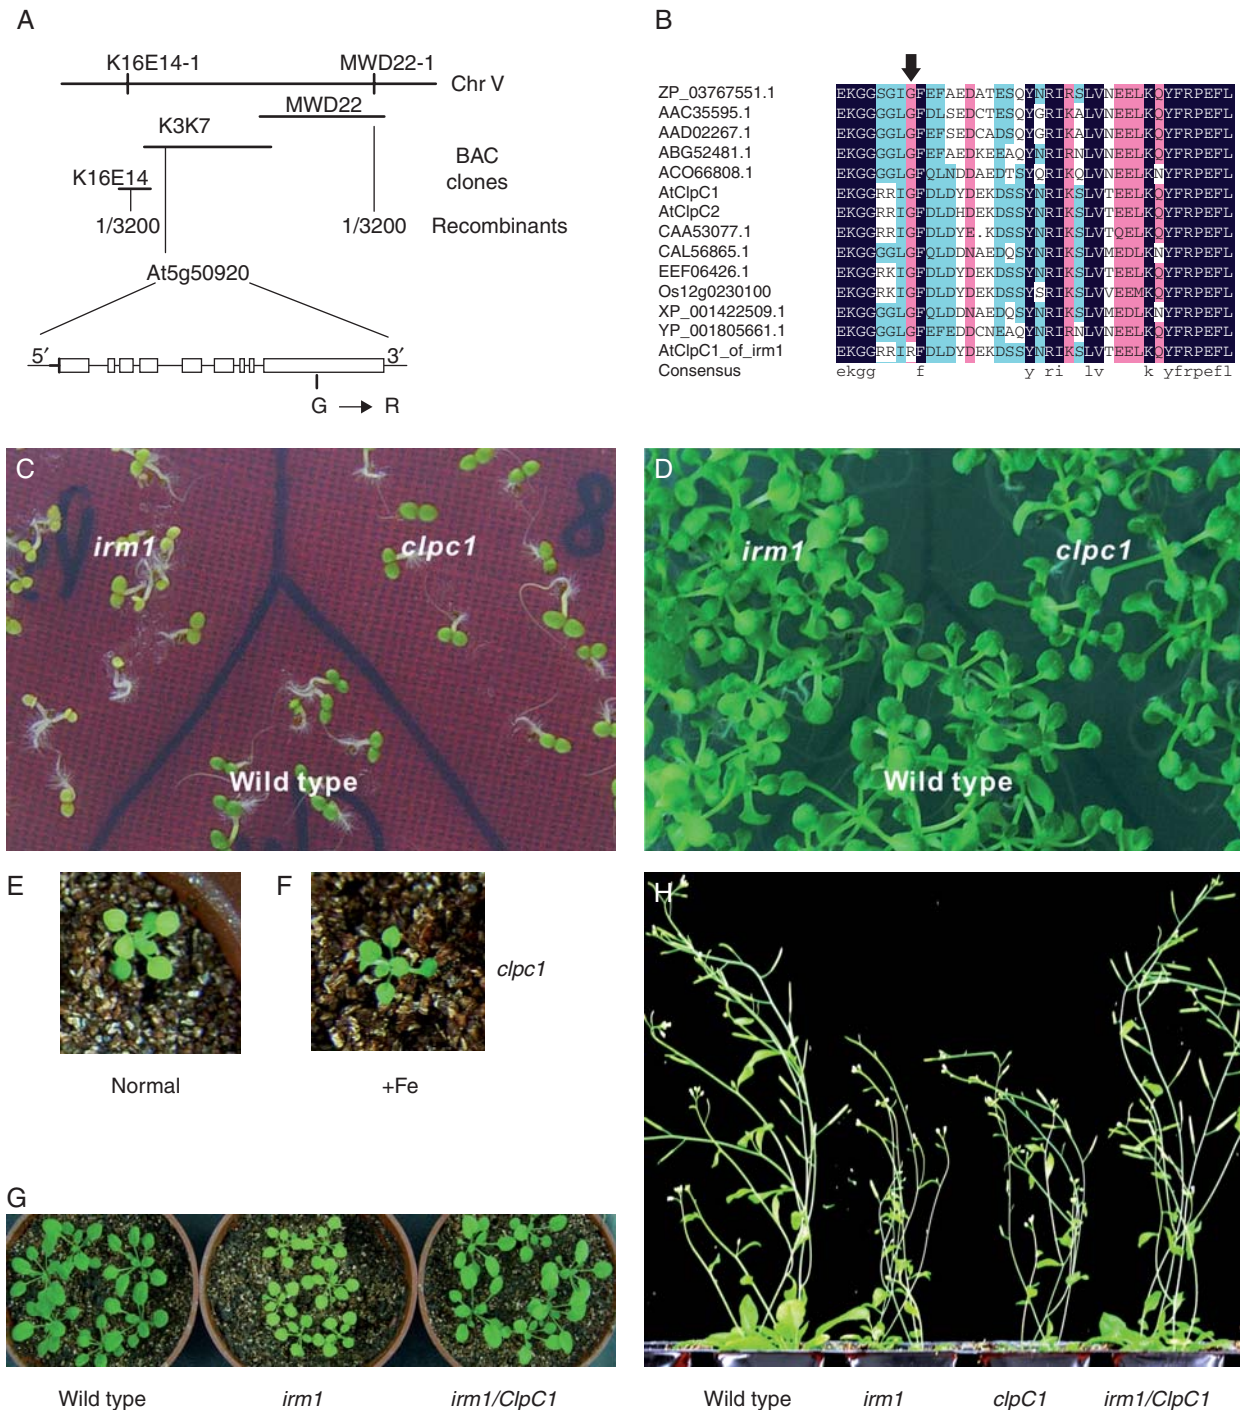 A
K16E14-1
MWD22-1
Chr V
MWD22
K3K7
K16E14
BAC
clones
1/3200
1/3200
Recombinants
At5g50920
5′
3′
G
R
B
ZP_03767551.1 EKGGSGIGFEFAEDATESQYNRIRSLVNEELKQYFRPEFL
AAC35595.1 EKGGGGLGFDLSEDCTESQYGRIKALVNEELKQYFRPEFL
AAD02267.1 EKGGGGLGFEFSEDCADSQYGRIKSLVNEELKQYFRPEFL
ABG52481.1 EKGGGGLGFEFAEDKEEAQYNRIRNLVNEELKQYFRPEFL
ACO66808.1 EKGGGGLGFQLNDDAEDTSYQRIKQLVNEELKNYFRPEFL
AtClpC1 EKGGRRIGFDLDYDEKDSSYNRIKSLVTEELKQYFRPEFL
AtClpC2 EKGGRRIGFDLDHDEKDSSYNRIKSLVTEELKQYFRPEFL
CAA53077.1 EKGGRRIGFDLDYE.KDSSYNRIKSLVTQELKQYFRPEFL
CAL56865.1 EKGGGGLGFQLDDNAEDQSYNRIKSLVTEDLKNYFRPEFL
EEF06426.1 EKGGRKIGFDLDYDEKDSSYNRIKSLVTEELKQYFRPEFL
Os12g0230100 EKGGRKIGFDLDYDEKDSSYSRIKSLVVEEMKQYFRPEFL
XP_001422509.1 EKGGGGLGFQLDDNAEDQSYNRIKSLVMEDLKNYFRPEFL
YP_001805661.1 EKGGGGLGFEFEDDCNEAQYNRIRNLVNEELKQYFRPEFL
AtClpC1_of_irm1 EKGGRRIRFDLDYDEKDSSYNRIKSLVTEELKQYFRPEFL
Consensus ekgg f y ri lv k yfrpefl
C
irm1
clpc1
8
Wild type
D
irm1
clpc1
Wild type
E
Normal
F
clpc1
+Fe
G
Wild type
irm1
irm1/ClpC1
H
Wild type
irm1
clpC1
irm1/ClpC1